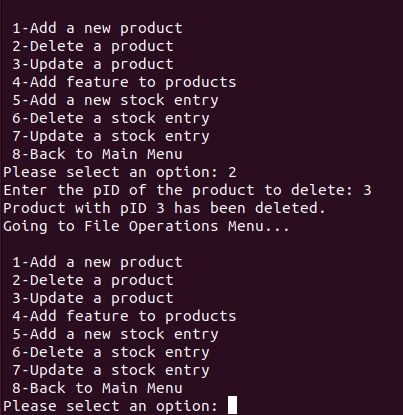 1-Add a new product
2-Delete a product
3-Update a product
4-Add feature to products
5-Add a new stock entry
6-Delete a stock entry
7-Update a stock entry
8-Back to Main Menu
Please select an option: 2
Enter the pID of the product to delete: 3
Product with pID 3 has been deleted.
Going to File Operations Menu...
1-Add a new product
2-Delete a product
3-Update a product
4-Add feature to products
5-Add a new stock entry
6-Delete a stock entry
7-Update a stock entry
8-Back to Main Menu
Please select an option: